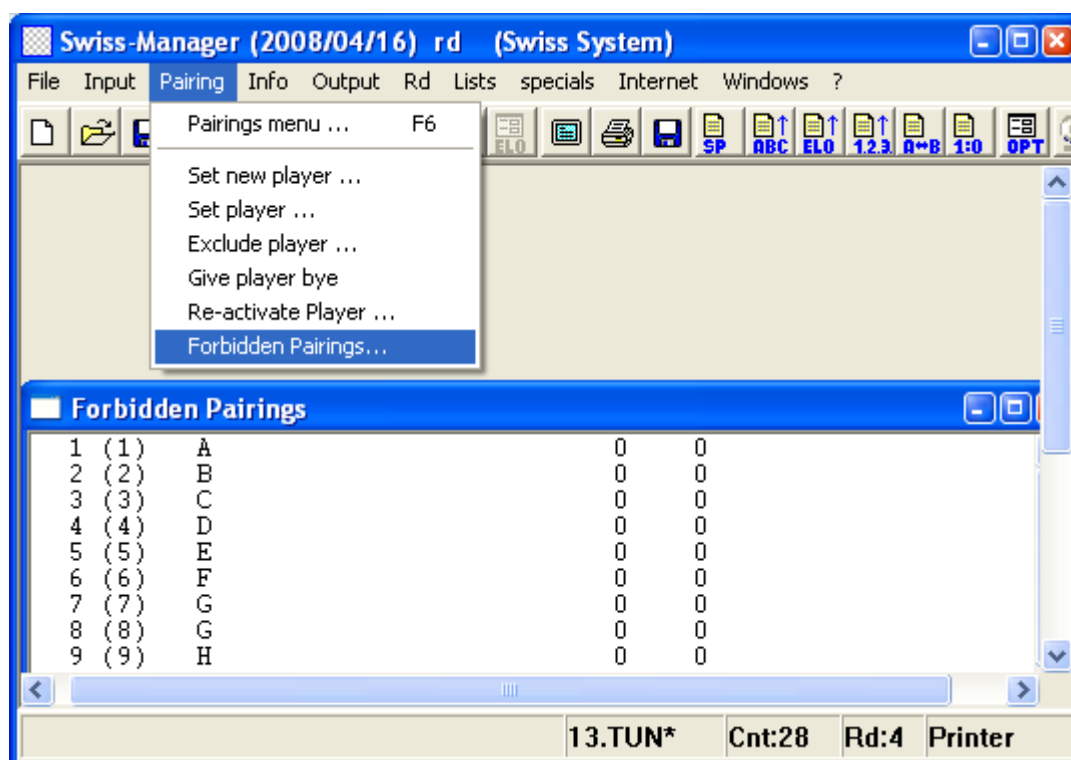 Swiss-Manager (2008/04/16) rd (Swiss System)
File Input Pairing Info Output Rd Lists specials Internet Windows ?
Pairings menu ... F6
ELO SP ABC ELO 1.2.3. A↔B 1:0 OPT
Set new player ...
Set player ...
Exclude player ...
Give player bye
Re-activate Player ...
Forbidden Pairings...
Forbidden Pairings
1 (1) A 0 0
2 (2) B 0 0
3 (3) C 0 0
4 (4) D 0 0
5 (5) E 0 0
6 (6) F 0 0
7 (7) G 0 0
8 (8) G 0 0
9 (9) H 0 0
13.TUN* Cnt:28 Rd:4 Printer